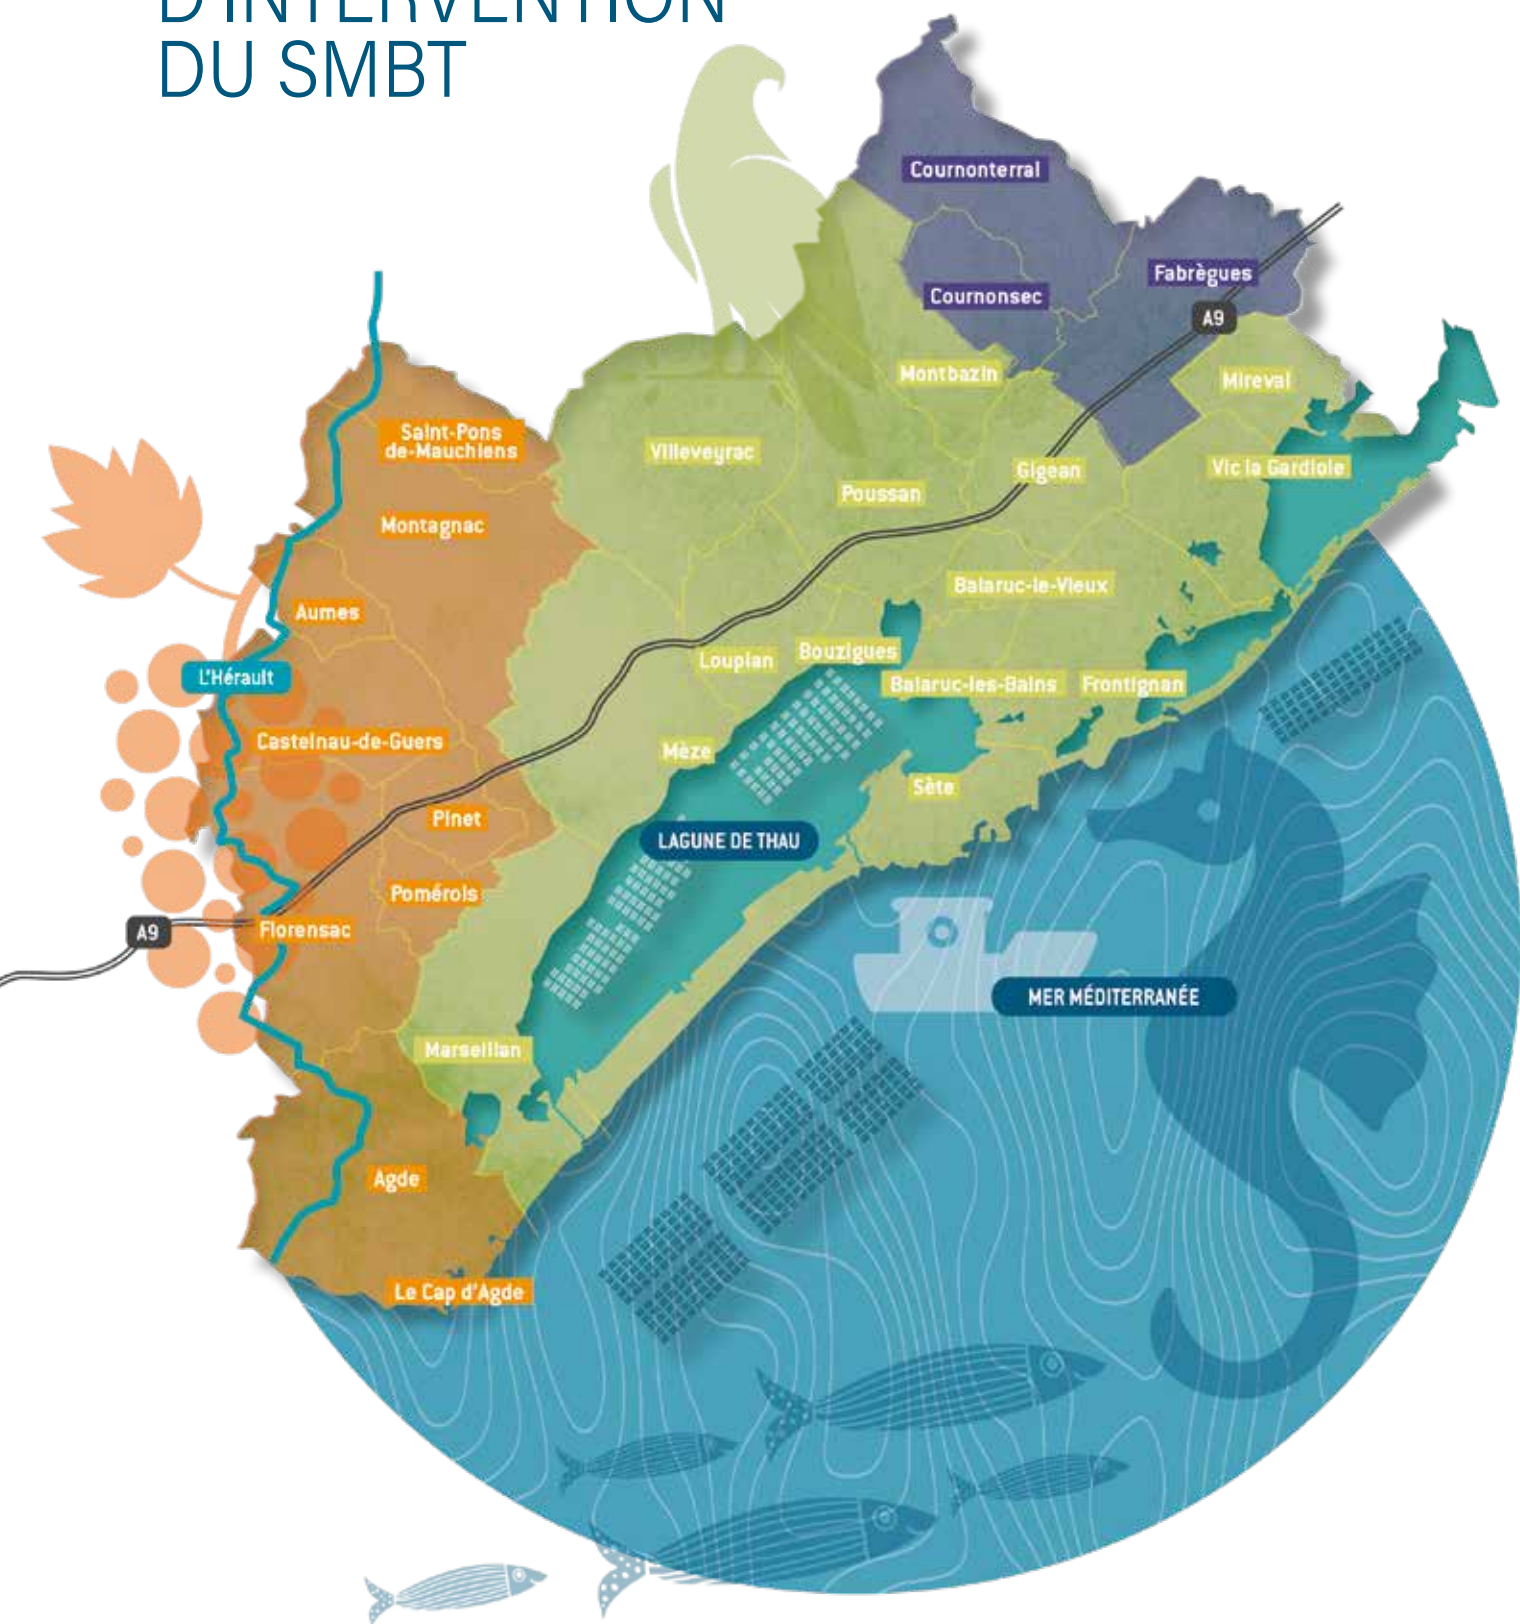 D'INTERVENTION
DU SMBT
Cournonterral
Fabrègues
Cournonsec
A9
Montbazin
Mireval
Saint-Pons
de-Mauchiens
Villeveyrac
Gigean
Vic la Gardiole
Poussan
Montagnac
Balaruc-le-Vieux
Aumes
Loupian
Bouzigues
L'Hérault
Balaruc-les-Bains
Frontignan
Castelnau-de-Guers
Mèze
Sète
Pinet
LAGUNE DE THAU
Pomérols
A9
Florensac
MER MÉDITERRANÉE
Marseillan
Agde
Le Cap d'Agde